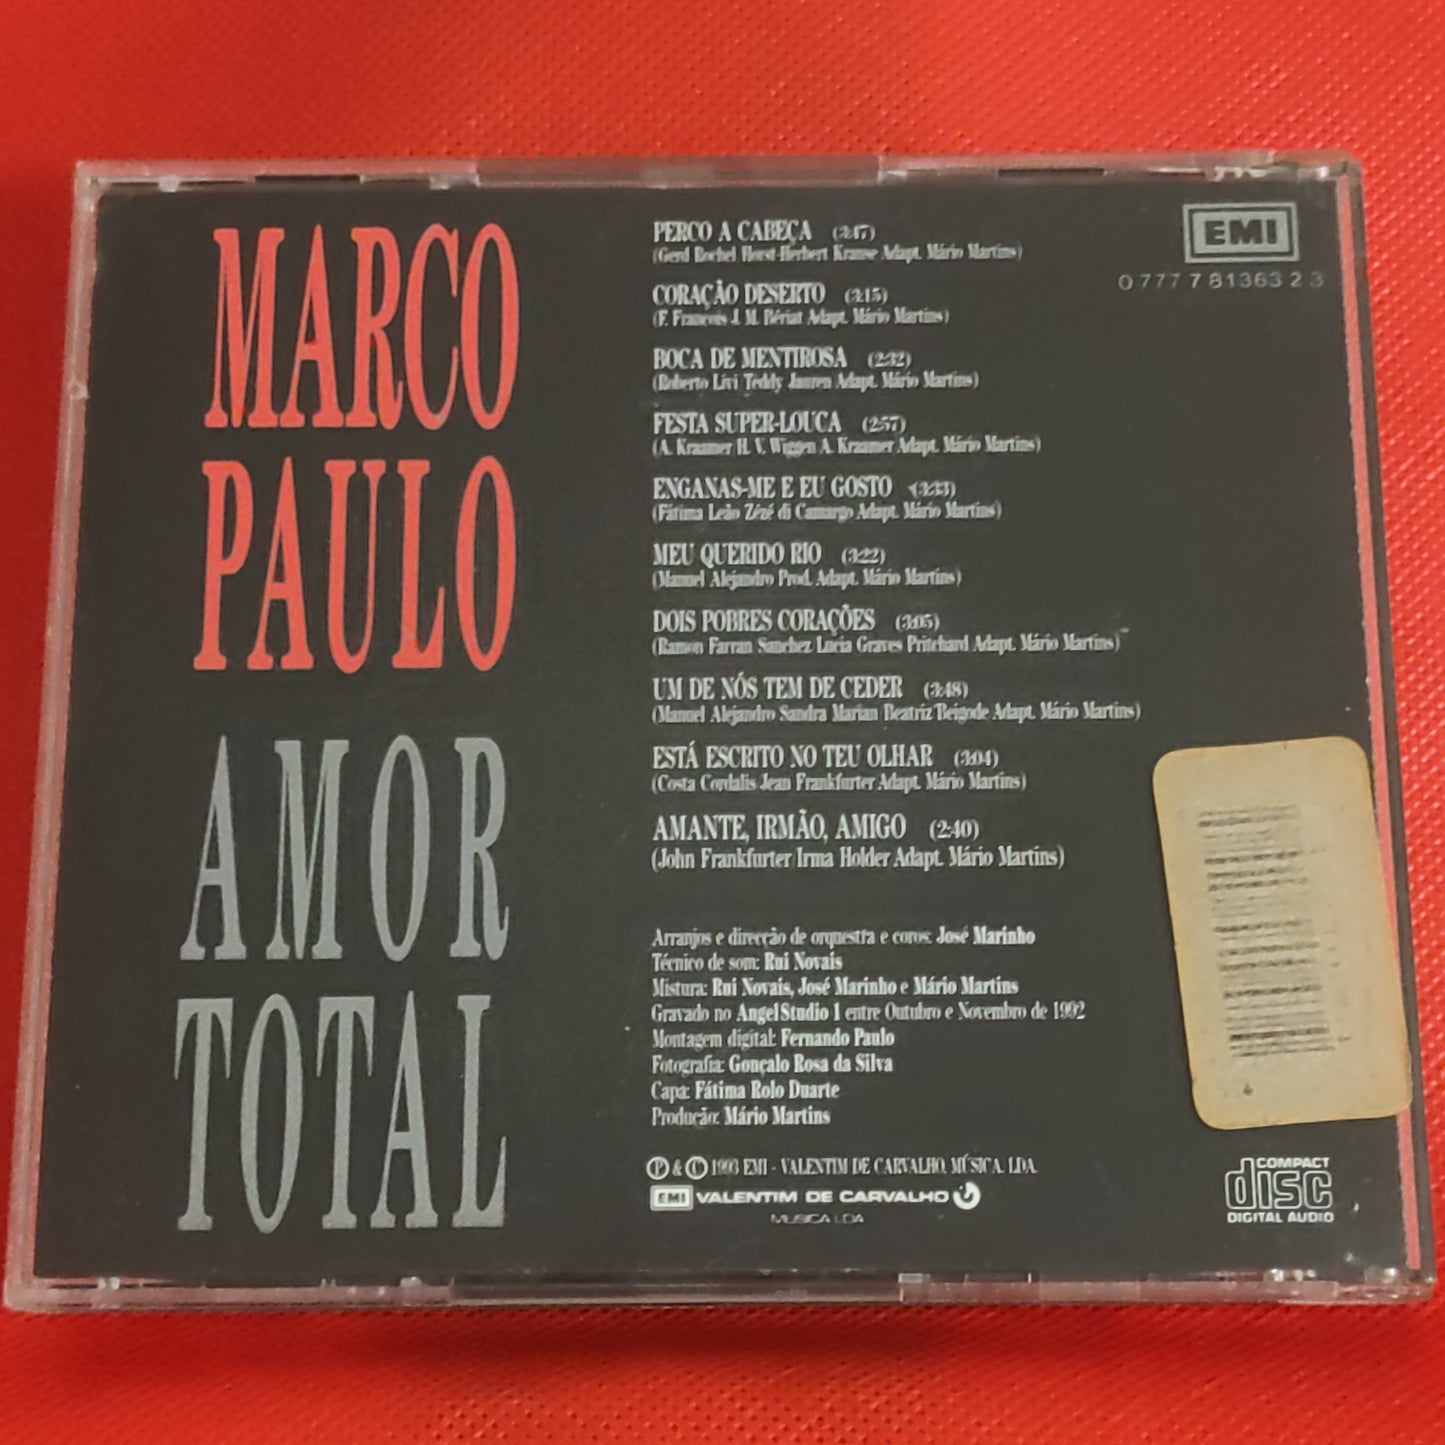 MARCO
PAULO
AMOR
TOTAL
PERCO A CABEÇA (3:47)
(Gerd Rochel Horst-Herbert Krause Adapt. Mário Martins)
CORAÇÃO DESERTO (3:15)
(F. François J. M. Bériat Adapt. Mário Martins)
BOCA DE MENTIROSA (2:32)
(Roberto Livi Teddy Jauren Adapt. Mário Martins)
FESTA SUPER-LOUCA (2:57)
(A. Kraamer H. V. Wiggen A. Kraamer Adapt. Mário Martins)
ENGANAS-ME E EU GOSTO (3:33)
(Fátima Leão Zézé di Camargo Adapt. Mário Martins)
MEU QUERIDO RIO (3:22)
(Manuel Alejandro Prod. Adapt. Mário Martins)
DOIS POBRES CORAÇÕES (3:05)
(Ramon Farran Sanchez Lucia Graves Pritchard Adapt. Mário Martins)
UM DE NÓS TEM DE CEDER (3:48)
(Manuel Alejandro Sandra Marian Beatriz Beigode Adapt. Mário Martins)
ESTÁ ESCRITO NO TEU OLHAR (3:04)
(Costa Cordalis Jean Frankfurter Adapt. Mário Martins)
AMANTE, IRMÃO, AMIGO (2:40)
(John Frankfurter Irma Holder Adapt. Mário Martins)
Arranjos e direcção de orquestra e coros: José Marinho
Técnico de som: Rui Novais
Mistura: Rui Novais, José Marinho e Mário Martins
Gravado no Angel Studio 1 entre Outubro e Novembro de 1992
Montagem digital: Fernando Paulo
Fotografia: Gonçalo Rosa da Silva
Capa: Fátima Rolo Duarte
Produção: Mário Martins
Ⓟ & © 1993 EMI - VALENTIM DE CARVALHO, MÚSICA, LDA.
EMI VALENTIM DE CARVALHO
MUSICA LDA
EMI
0 777 7 81363 2 3
COMPACT
disc
DIGITAL AUDIO